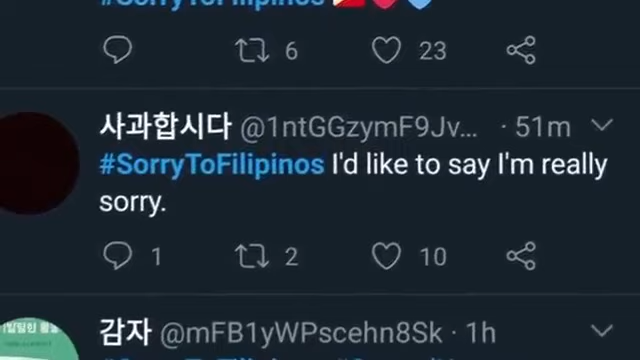 #SorryToFilipinos
6 23
사과합시다 @1ntGGzymF9Jv... · 51m
#SorryToFilipinos I'd like to say I'm really
sorry.
1 2 10
감자 @mFB1yWPscehn8Sk · 1h